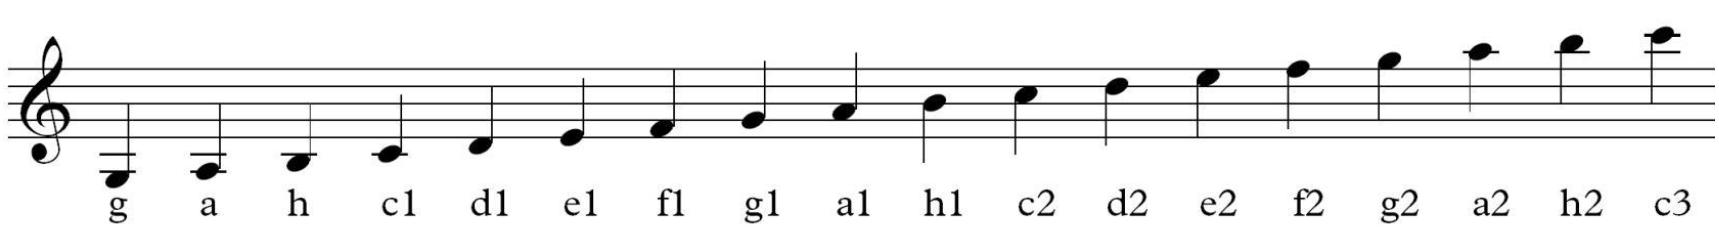 g a h c1 d1 e1 f1 g1 a1 h1 c2 d2 e2 f2 g2 a2 h2 c3